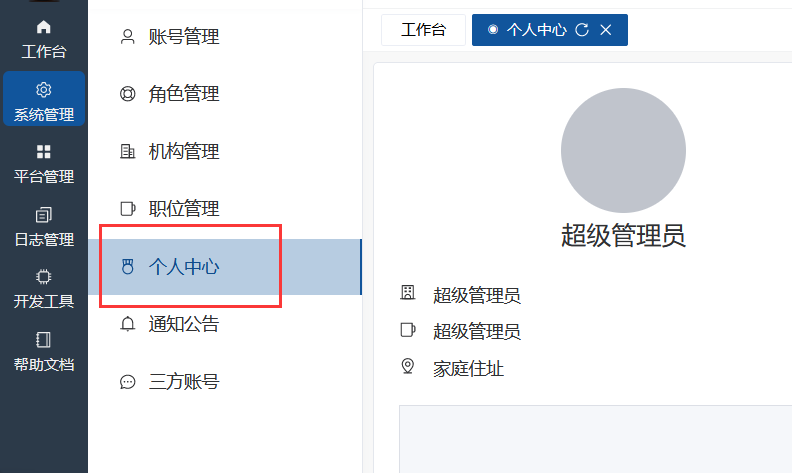 工作台
系统管理
平台管理
日志管理
开发工具
帮助文档
账号管理
角色管理
机构管理
职位管理
个人中心
通知公告
三方账号
工作台
个人中心
超级管理员
超级管理员
超级管理员
家庭住址